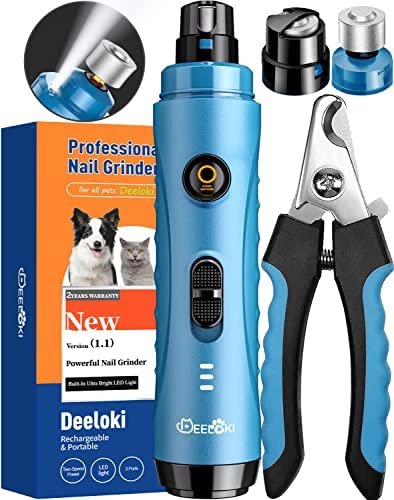 Professional
Nail Grinder
for all pets Deeloki
DEELOKI
2YEARS WARRANTY
New
Version (1.1)
Powerful Nail Grinder
Built-In Ultra Bright LED Light
Deeloki
Rechargeable
& Portable
Two-Speed
Power
LED
light
3 Ports
DEELOKI